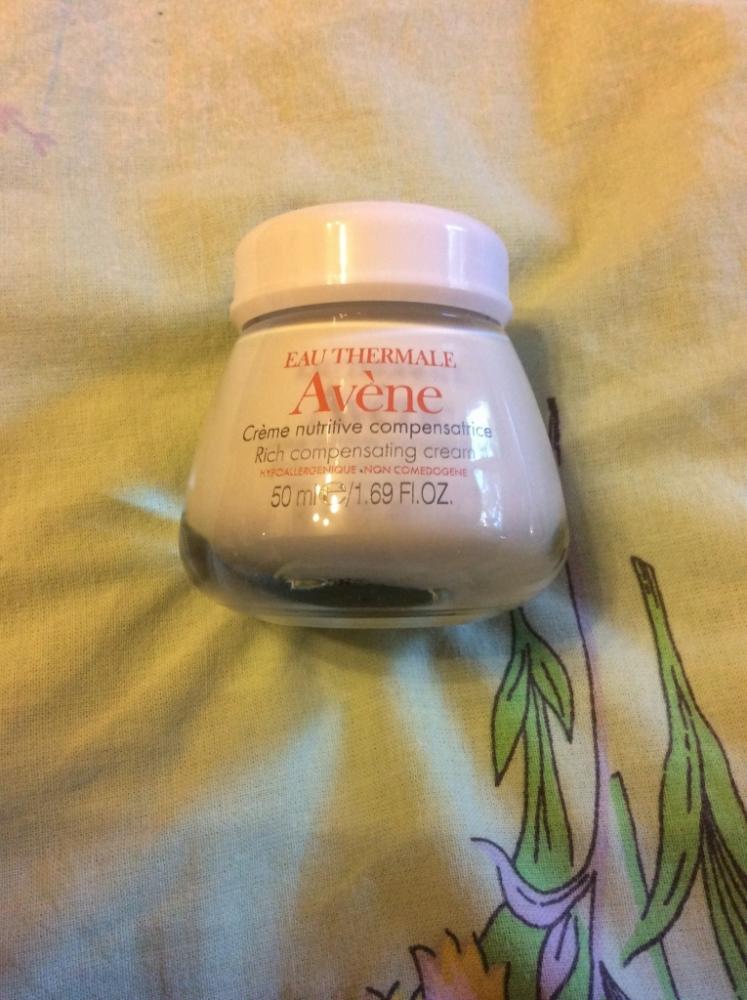 EAU THERMALE
Avène
Crème nutritive compensatrice
Rich compensating cream
HYPOALLERGENIQUE • NON COMEDOGENE
50 ml ℮/1.69 Fl.OZ.